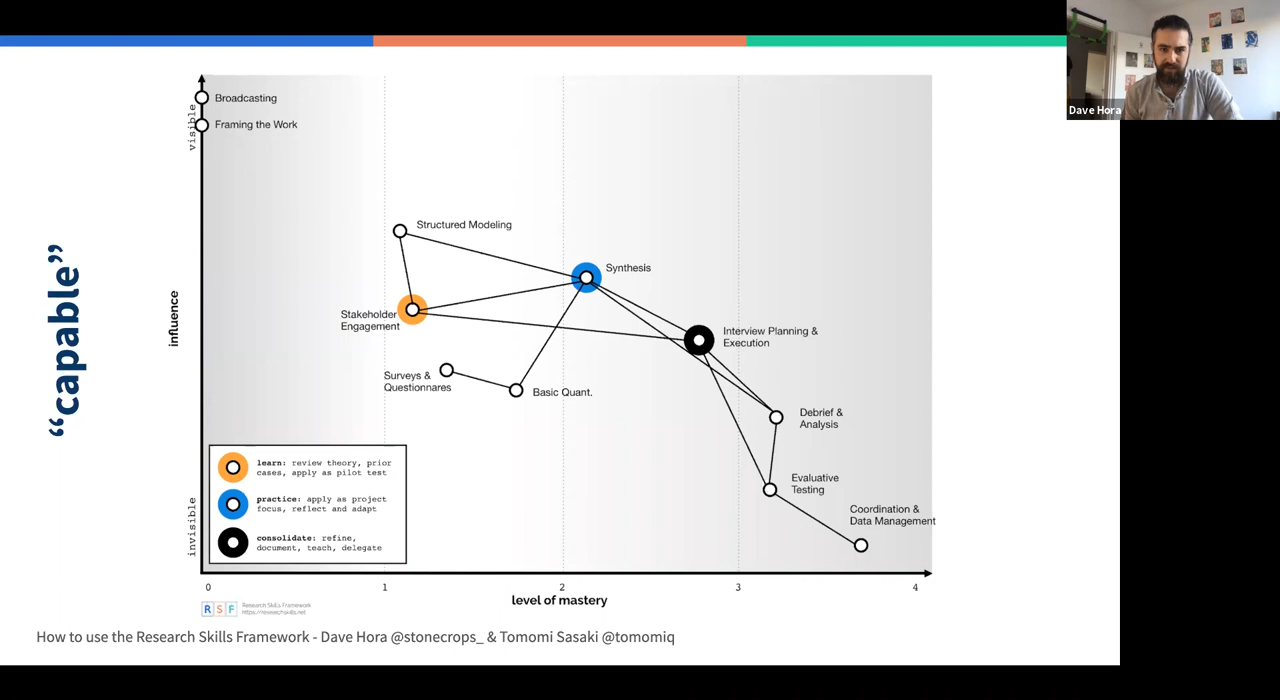 Dave Hora
“capable”
influence
visible
invisible
Broadcasting
Framing the Work
Structured Modeling
Synthesis
Stakeholder
Engagement
Interview Planning &
Execution
Surveys &
Questionnares
Basic Quant.
Debrief &
Analysis
Evaluative
Testing
Coordination &
Data Management
learn: review theory, prior
cases, apply as pilot test
practice: apply as project
focus, reflect and adapt
consolidate: refine,
document, teach, delegate
0 1 2 3 4
level of mastery
R S F
Research Skills Framework
https://researchskills.net
How to use the Research Skills Framework - Dave Hora @stonecrops_ & Tomomi Sasaki @tomomiq